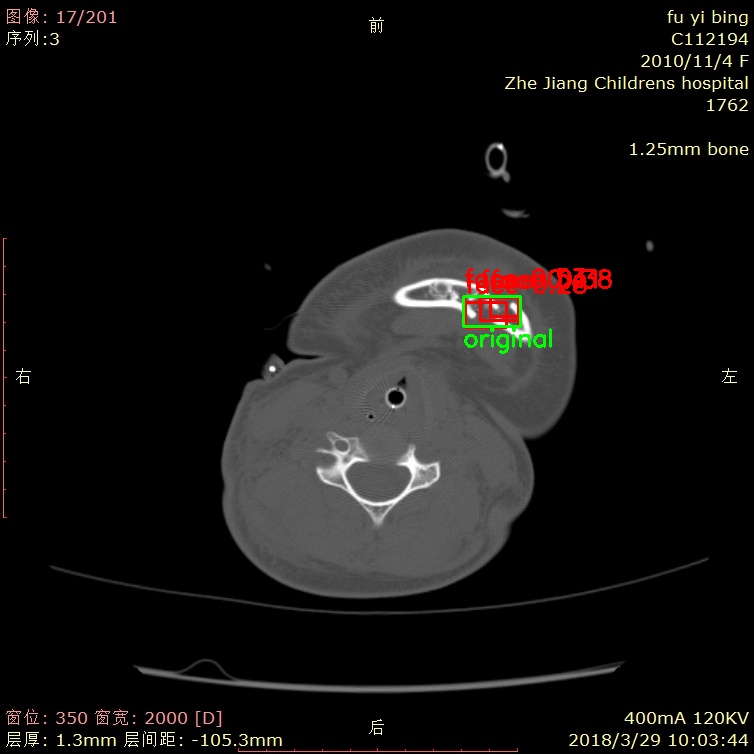 图像: 17/201
序列:3
前
fu yi bing
C112194
2010/11/4 F
Zhe Jiang Childrens hospital
1762
1.25mm bone
original
右
左
窗位: 350 窗宽: 2000 [D]
层厚: 1.3mm 层间距: -105.3mm
后
400mA 120KV
2018/3/29 10:03:44